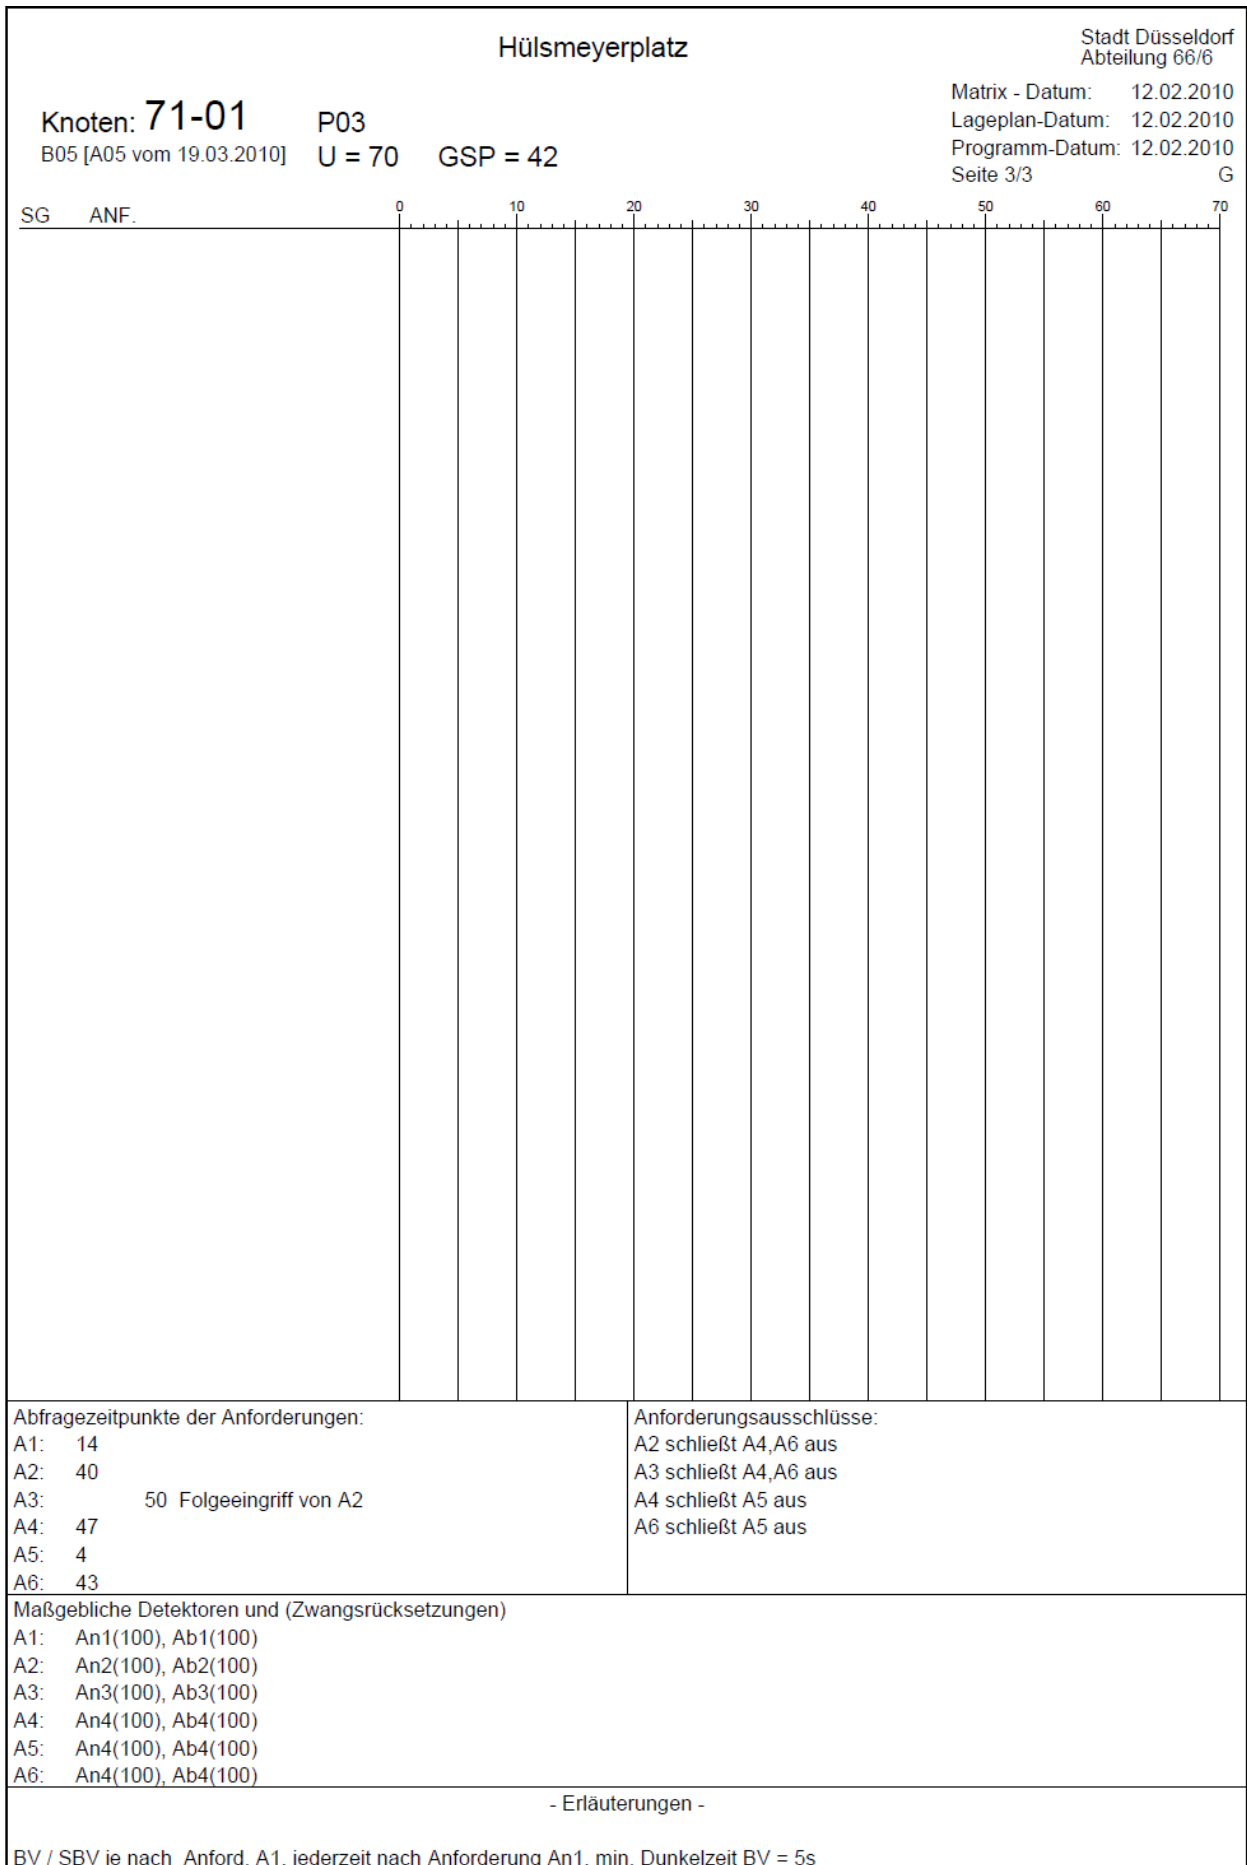 Hülsmeyerplatz
Stadt Düsseldorf
Abteilung 66/6
Matrix - Datum: 12.02.2010
Lageplan-Datum: 12.02.2010
Programm-Datum: 12.02.2010
Seite 3/3 G
Knoten: 71-01 P03
B05 [A05 vom 19.03.2010] U = 70 GSP = 42
SG ANF. 0 10 20 30 40 50 60 70
Abfragezeitpunkte der Anforderungen:
A1: 14
A2: 40
A3: 50 Folgeeingriff von A2
A4: 47
A5: 4
A6: 43
Anforderungsausschlüsse:
A2 schließt A4,A6 aus
A3 schließt A4,A6 aus
A4 schließt A5 aus
A6 schließt A5 aus
Maßgebliche Detektoren und (Zwangsrücksetzungen)
A1: An1(100), Ab1(100)
A2: An2(100), Ab2(100)
A3: An3(100), Ab3(100)
A4: An4(100), Ab4(100)
A5: An4(100), Ab4(100)
A6: An4(100), Ab4(100)
- Erläuterungen -
BV / SBV je nach Anford. A1, jederzeit nach Anforderung An1, min. Dunkelzeit BV = 5s